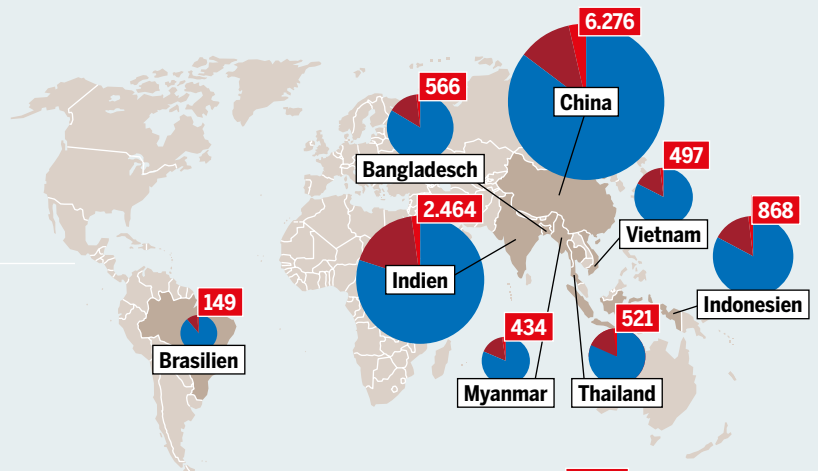 6.276
China
566
Bangladesch
497
Vietnam
2.464
Indien
868
Indonesien
149
Brasilien
434
Myanmar
521
Thailand